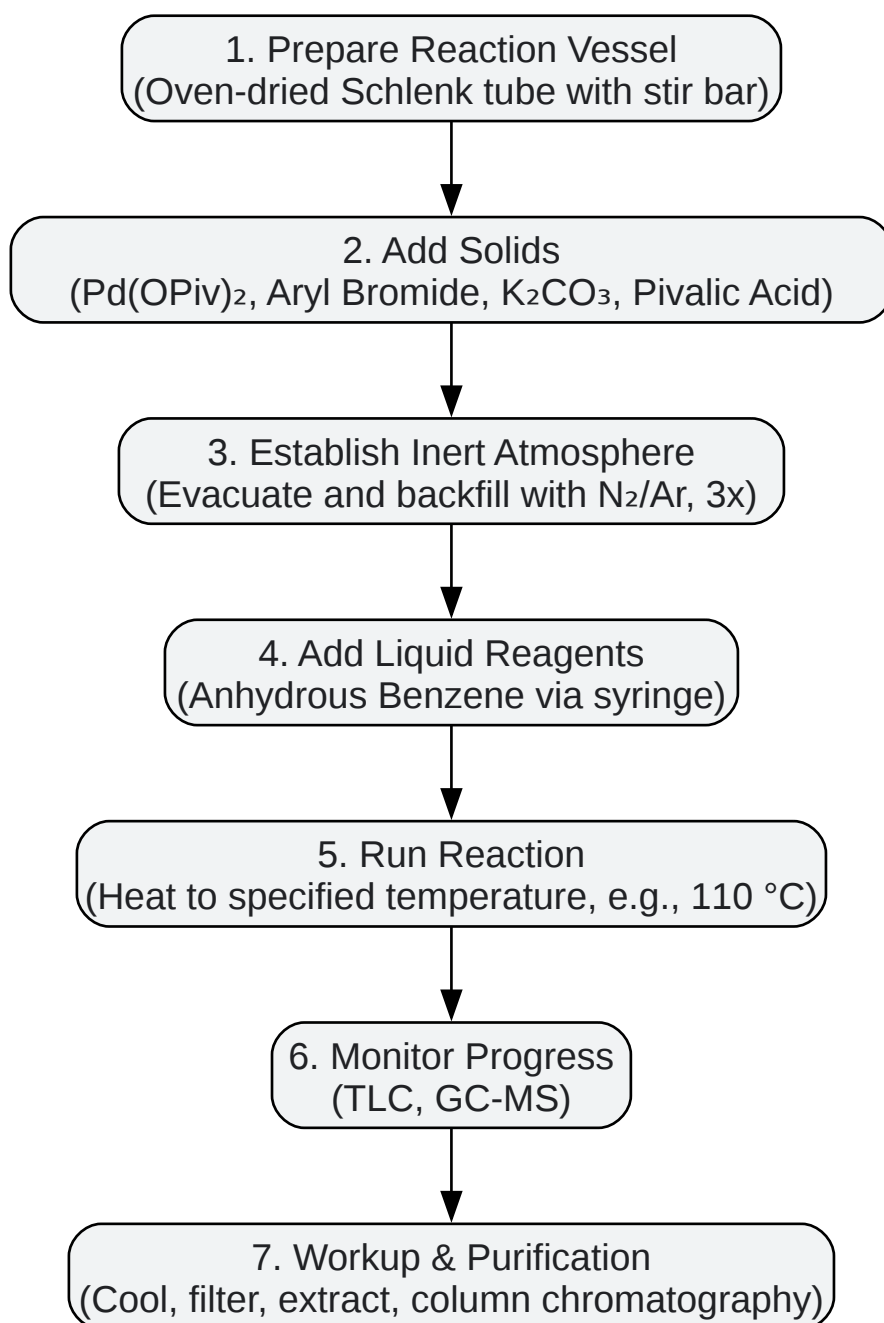 1. Prepare Reaction Vessel
(Oven-dried Schlenk tube with stir bar)
2. Add Solids
(Pd(OPiv)₂, Aryl Bromide, K₂CO₃, Pivalic Acid)
3. Establish Inert Atmosphere
(Evacuate and backfill with N₂/Ar, 3x)
4. Add Liquid Reagents
(Anhydrous Benzene via syringe)
5. Run Reaction
(Heat to specified temperature, e.g., 110 °C)
6. Monitor Progress
(TLC, GC-MS)
7. Workup & Purification
(Cool, filter, extract, column chromatography)